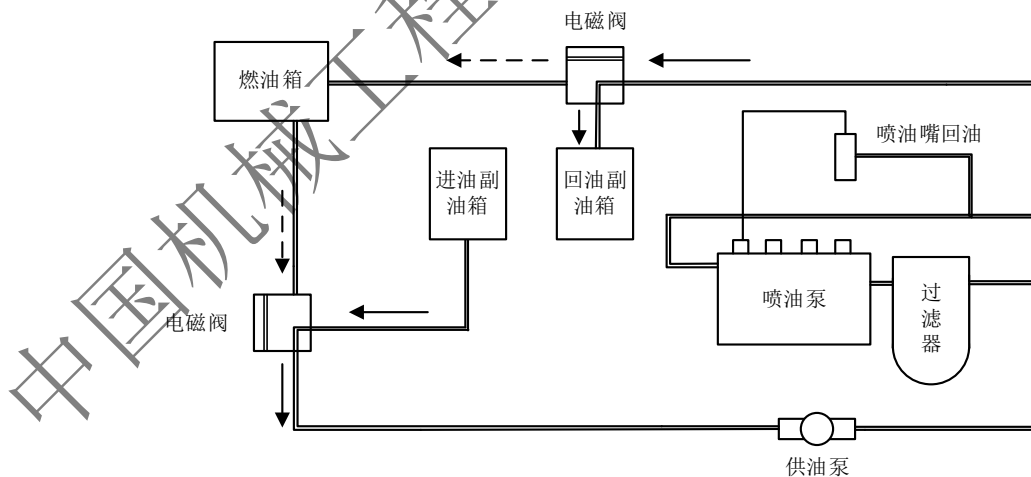 电磁阀
燃油箱
喷油嘴回油
进油副
油箱
回油副
油箱
喷油泵
过
滤
器
电磁阀
供油泵
中国机械工程